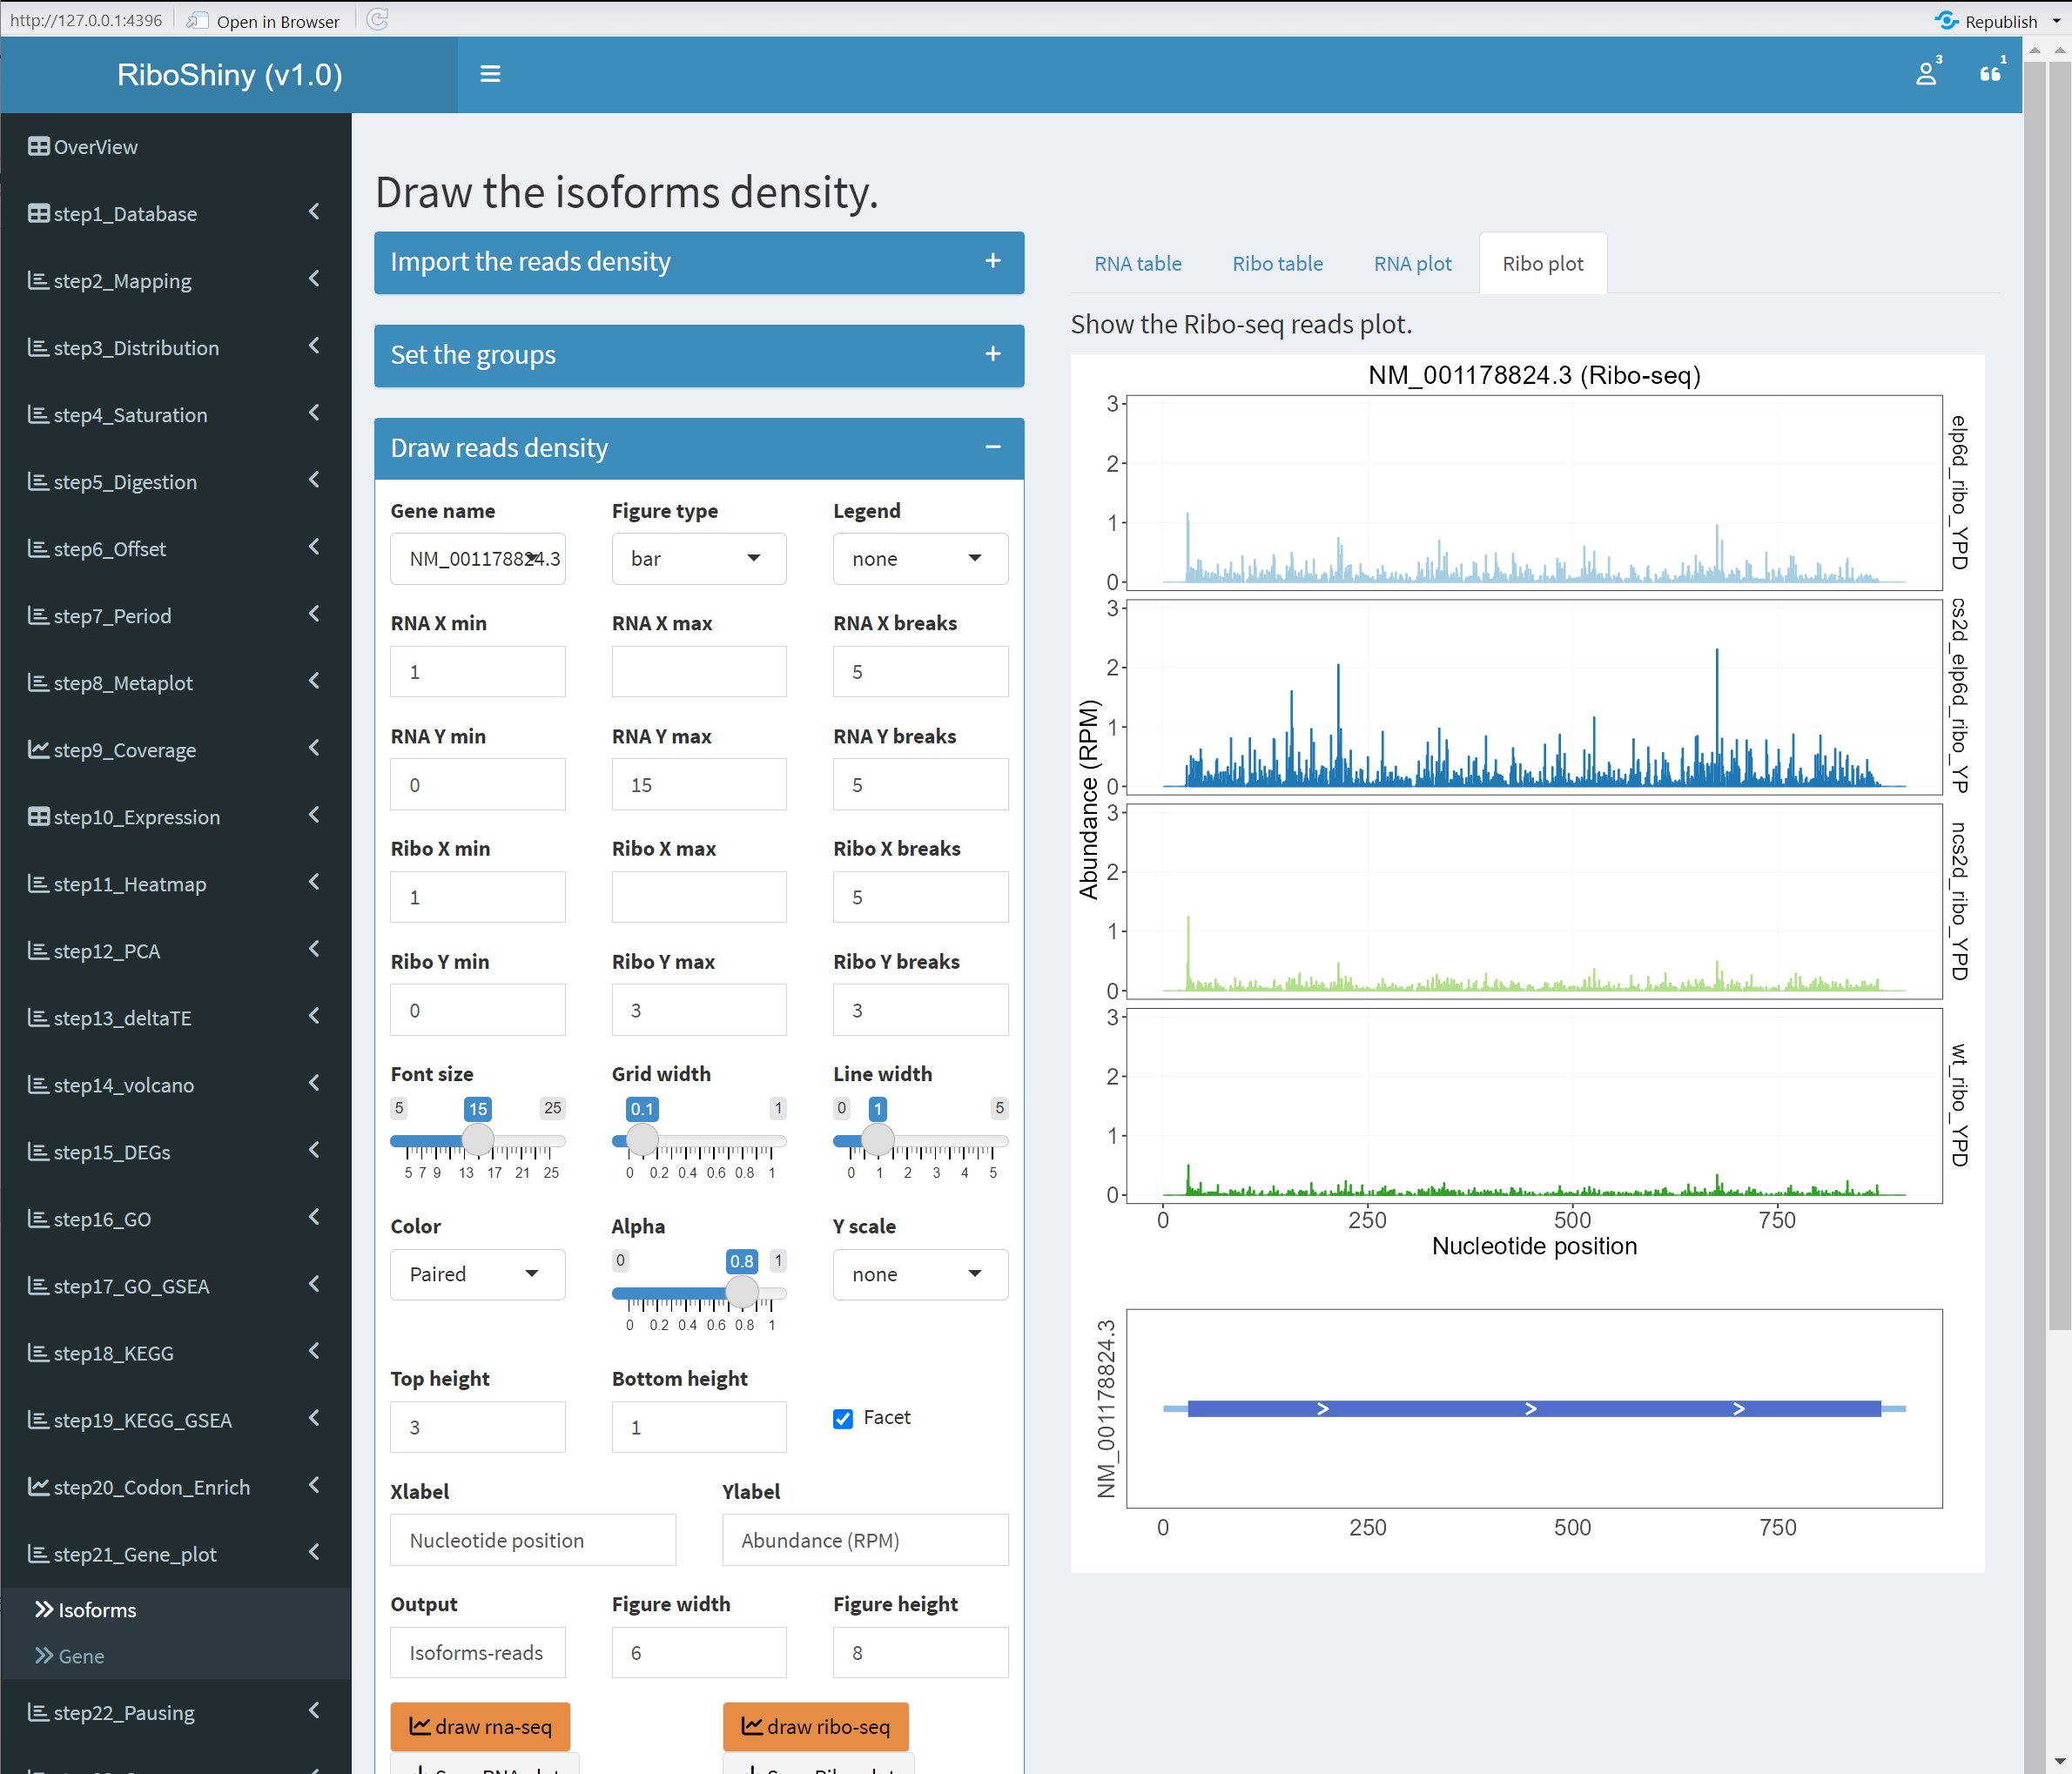 http://127.0.0.1:4396 Open in Browser Republish
RiboShiny (v1.0) 3 1
OverView
step1_Database
step2_Mapping
step3_Distribution
step4_Saturation
step5_Digestion
step6_Offset
step7_Period
step8_Metaplot
step9_Coverage
step10_Expression
step11_Heatmap
step12_PCA
step13_deltaTE
step14_volcano
step15_DEGs
step16_GO
step17_GO_GSEA
step18_KEGG
step19_KEGG_GSEA
step20_Codon_Enrich
step21_Gene_plot
Isoforms
Gene
step22_Pausing
Draw the isoforms density.
Import the reads density +
Set the groups +
Draw reads density −
Gene name Figure type Legend
NM_001178824.3 bar none
RNA X min RNA X max RNA X breaks
1 5
RNA Y min RNA Y max RNA Y breaks
0 15 5
Ribo X min Ribo X max Ribo X breaks
1 5
Ribo Y min Ribo Y max Ribo Y breaks
0 3 3
Font size Grid width Line width
5 15 25 0.1 1 0 1 5
5 7 9 13 17 21 25 0 0.2 0.4 0.6 0.8 1 0 1 2 3 4 5
Color Alpha Y scale
Paired 0 0.8 1 none
0 0.2 0.4 0.6 0.8 1
Top height Bottom height
3 1 Facet
Xlabel Ylabel
Nucleotide position Abundance (RPM)
Output Figure width Figure height
Isoforms-reads 6 8
draw rna-seq draw ribo-seq
RNA table Ribo table RNA plot Ribo plot
Show the Ribo-seq reads plot.
NM_001178824.3 (Ribo-seq)
Abundance (RPM)
3
2
1
0
elp6d_ribo_YPD
3
2
1
0
cs2d_elp6d_ribo_YP
3
2
1
0
ncs2d_ribo_YPD
3
2
1
0
wt_ribo_YPD
0 250 500 750
Nucleotide position
NM_001178824.3
0 250 500 750